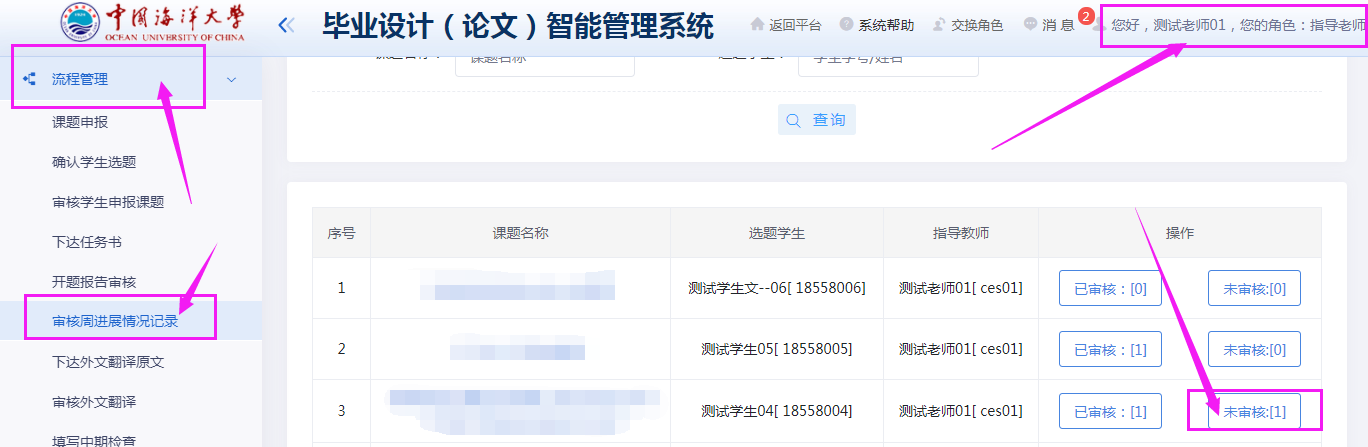 中国海洋大学
OCEAN UNIVERSITY OF CHINA
毕业设计（论文）智能管理系统
返回平台
系统帮助
交换角色
消 息
2
您好，测试老师01，您的角色：指导老师
流程管理
课题申报
确认学生选题
审核学生申报课题
下达任务书
开题报告审核
审核周进展情况记录
下达外文翻译原文
审核外文翻译
填写中期检查
课题名称
学生学号/姓名
查询
序号 课题名称 选题学生 指导教师 操作
1 测试学生文--06[ 18558006] 测试老师01[ ces01] 已审核：[0] 未审核:[0]
2 测试学生05[ 18558005] 测试老师01[ ces01] 已审核：[1] 未审核:[0]
3 测试学生04[ 18558004] 测试老师01[ ces01] 已审核：[1] 未审核:[1]